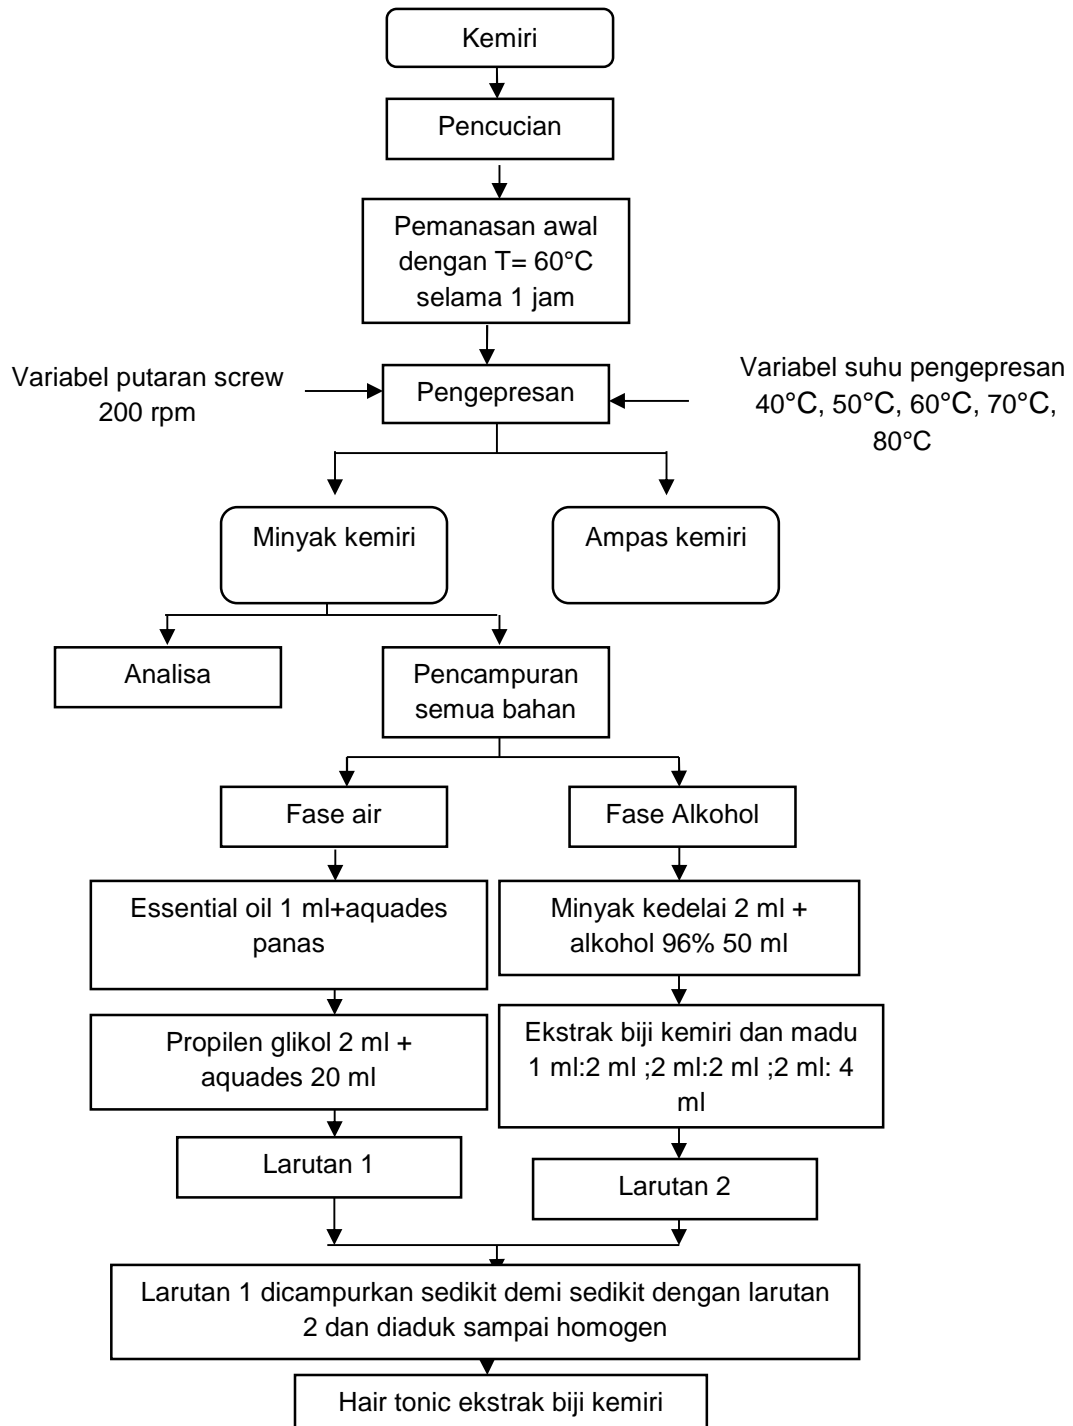 Kemiri
Pencucian
Pemanasan awal
dengan T= 60°C
selama 1 jam
Variabel putaran screw
200 rpm
Pengepresan
Variabel suhu pengepresan
40°C, 50°C, 60°C, 70°C,
80°C
Minyak kemiri
Ampas kemiri
Analisa
Pencampuran
semua bahan
Fase air
Fase Alkohol
Essential oil 1 ml+aquades
panas
Minyak kedelai 2 ml +
alkohol 96% 50 ml
Propilen glikol 2 ml +
aquades 20 ml
Ekstrak biji kemiri dan madu
1 ml:2 ml ;2 ml:2 ml ;2 ml: 4
ml
Larutan 1
Larutan 2
Larutan 1 dicampurkan sedikit demi sedikit dengan larutan
2 dan diaduk sampai homogen
Hair tonic ekstrak biji kemiri